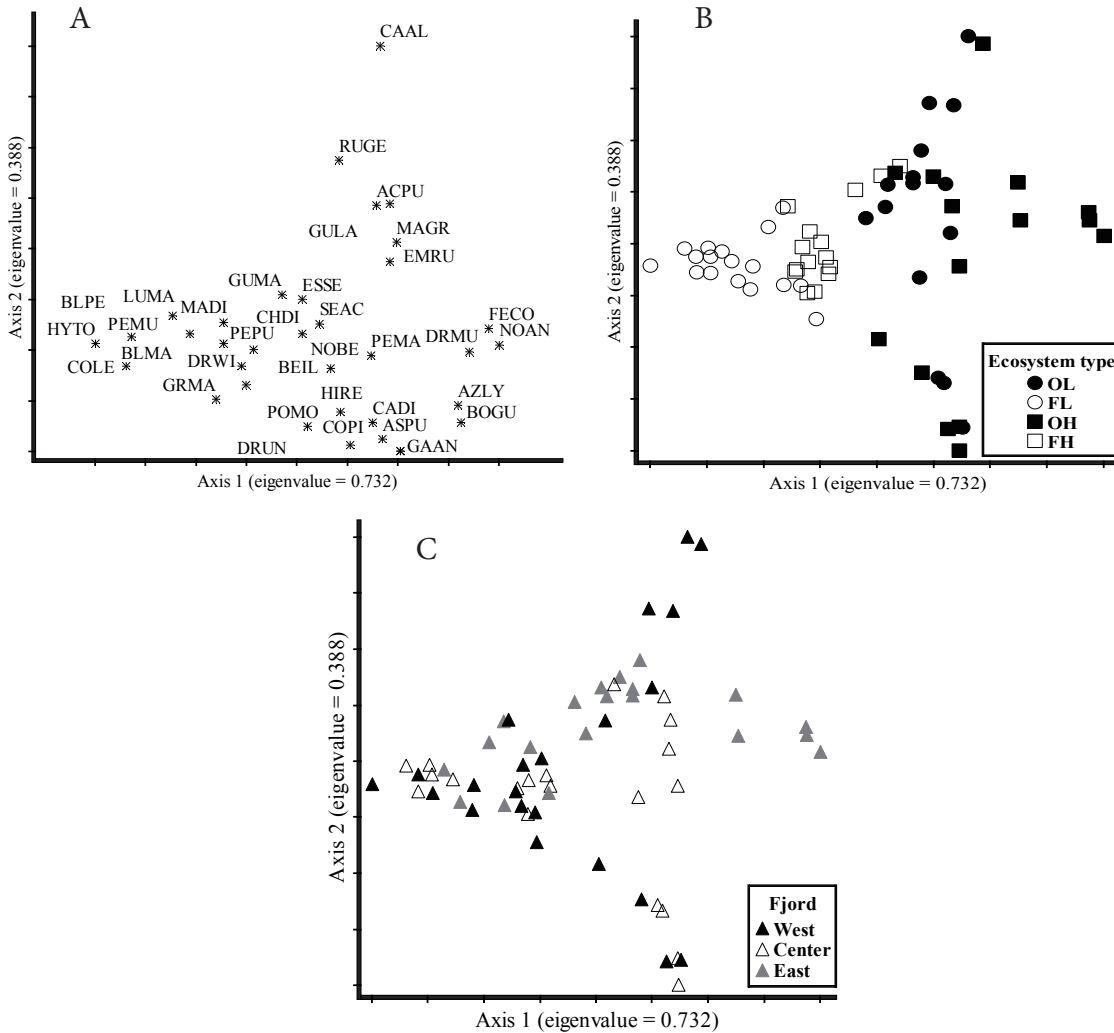 A
CAAL
RUGE
ACPU
GULA
MAGR
EMRU
GUMA
ESSE
BLPE
LUMA
MADI
CHDI
SEAC
FECO
HYTO
PEMU
PEPU
NOBE
PEMA
DRMU
NOAN
COLE
BLMA
DRWI
BEIL
GRMA
HIRE
AZLY
POMO
COPI
CADI
ASPU
BOGU
DRUN
GAAN
Axis 2 (eigenvalue = 0.388)
Axis 1 (eigenvalue = 0.732)
B
Axis 2 (eigenvalue = 0.388)
Ecosystem type
OL
FL
OH
FH
Axis 1 (eigenvalue = 0.732)
C
Axis 2 (eigenvalue = 0.388)
Fjord
West
Center
East
Axis 1 (eigenvalue = 0.732)